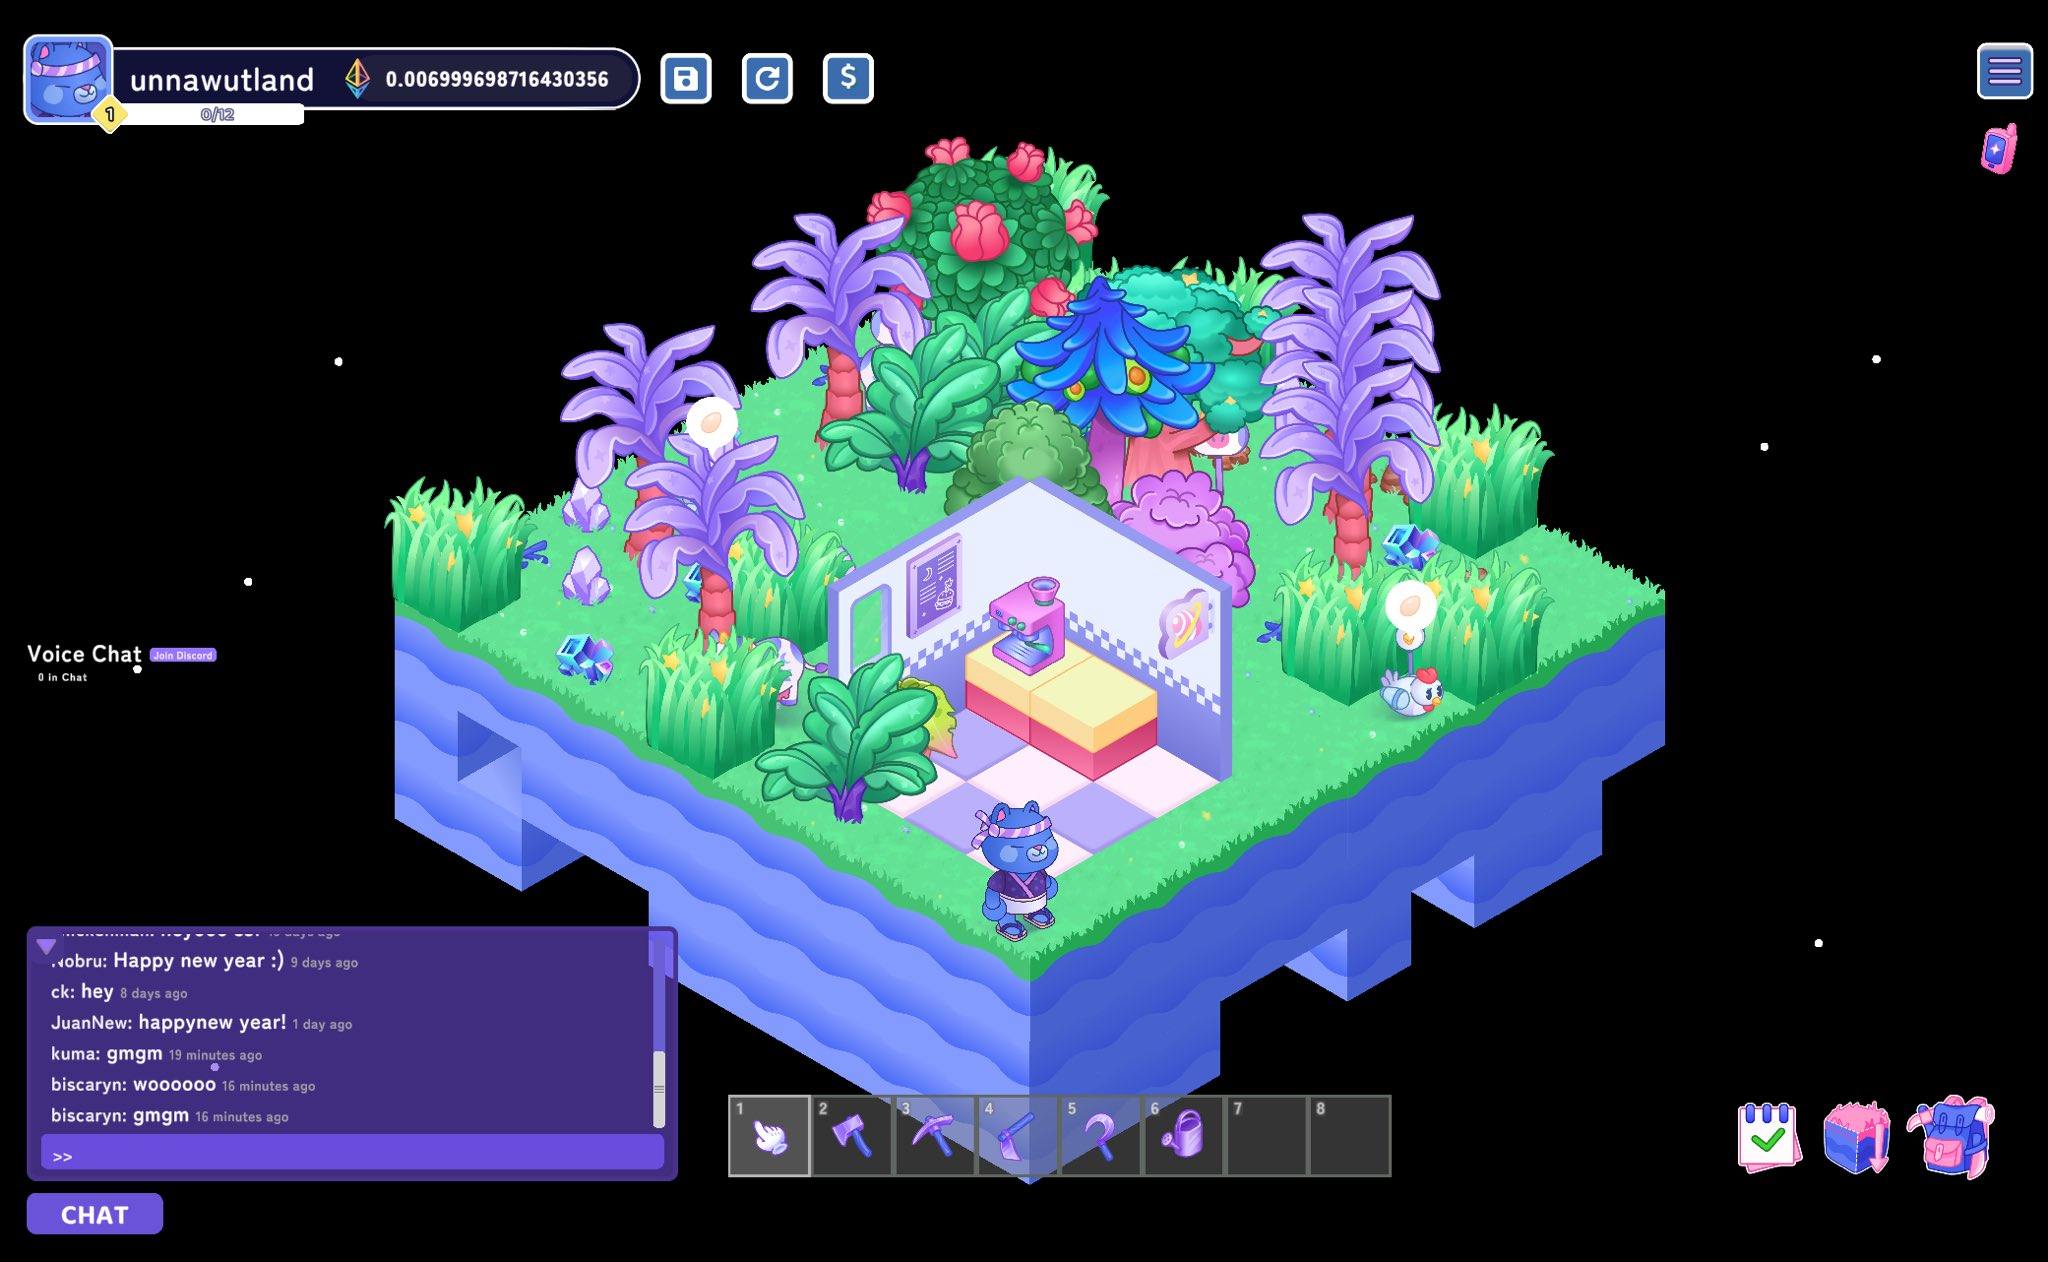 unnawutland
0.006999698716430356
1
0/12
$
Voice Chat Join Discord
0 in Chat
Nobru: Happy new year :) 9 days ago
ck: hey 8 days ago
JuanNew: happynew year! 1 day ago
kuma: gmgm 19 minutes ago
biscaryn: woooooo 16 minutes ago
biscaryn: gmgm 16 minutes ago
>>
CHAT
1 2 3 4 5 6 7 8